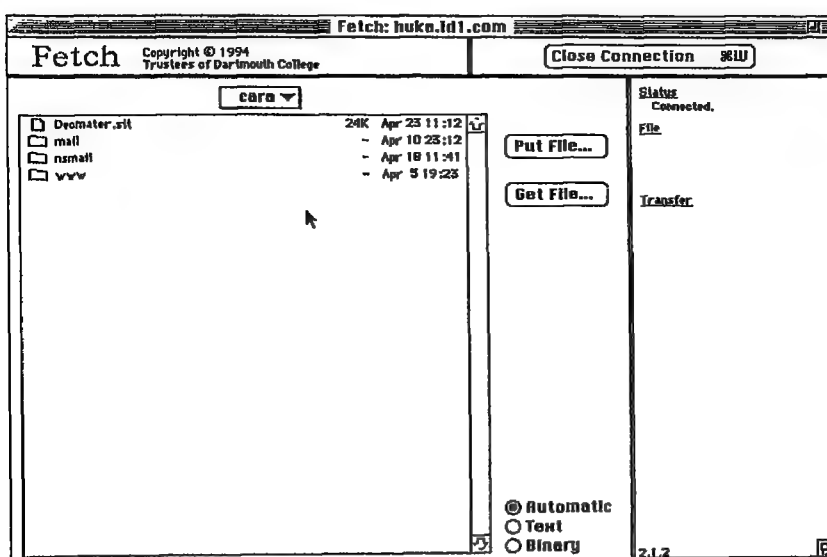 Fetch: huke.ld1.com
Fetch
Copyright © 1994
Trustees of Dartmouth College
Close Connection ⌘W
cara
Deomater.sit 24K Apr 23 11:12
mail - Apr 10 23:12
nsmail - Apr 18 11:41
www - Apr 5 19:23
Put File...
Get File...
Status
Connected.
File
Transfer
Automatic
Text
Binary
2.1.2